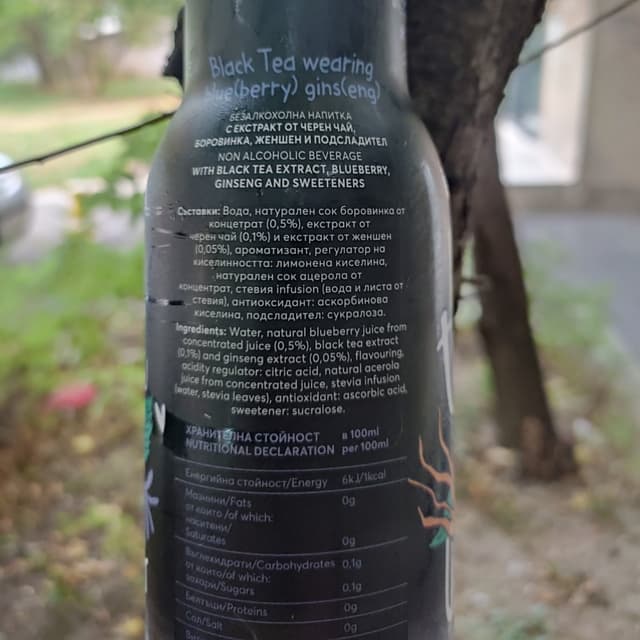 Black Tea wearing
blue(berry) gins(eng)
БЕЗАЛКОХОЛНА НАПИТКА
С ЕКСТРАКТ ОТ ЧЕРЕН ЧАЙ,
БОРОВИНКА, ЖЕНШЕН И ПОДСЛАДИТЕЛ
NON ALCOHOLIC BEVERAGE
WITH BLACK TEA EXTRACT, BLUEBERRY,
GINSENG AND SWEETENERS
Съставки: Вода, натурален сок боровинка от
концетрат (0,5%), екстракт от
черен чай (0,1%) и екстракт от женшен
(0,05%), ароматизант, регулатор на
киселинността: лимонена киселина,
натурален сок ацерола от
концентрат, стевия infusion (вода и листа от
стевия), антиоксидант: аскорбинова
киселина, подсладител: сукралоза.
Ingredients: Water, natural blueberry juice from
concentrated juice (0,5%), black tea extract
(0,1%) and ginseng extract (0,05%), flavouring,
acidity regulator: citric acid, natural acerola
juice from concentrated juice, stevia infusion
(water, stevia leaves), antioxidant: ascorbic acid,
sweetener: sucralose.
ХРАНИТЕЛНА СТОЙНОСТ в 100ml
NUTRITIONAL DECLARATION per 100ml
Енергийна стойност/Energy 6kJ/1kcal
Мазнини/Fats 0g
от които /of which:
наситени/
Saturates 0g
Въглехидрати/Carbohydrates 0,1g
от които/of which:
захари/Sugars 0,1g
Белтъци/Proteins 0g
Сол/Salt 0g